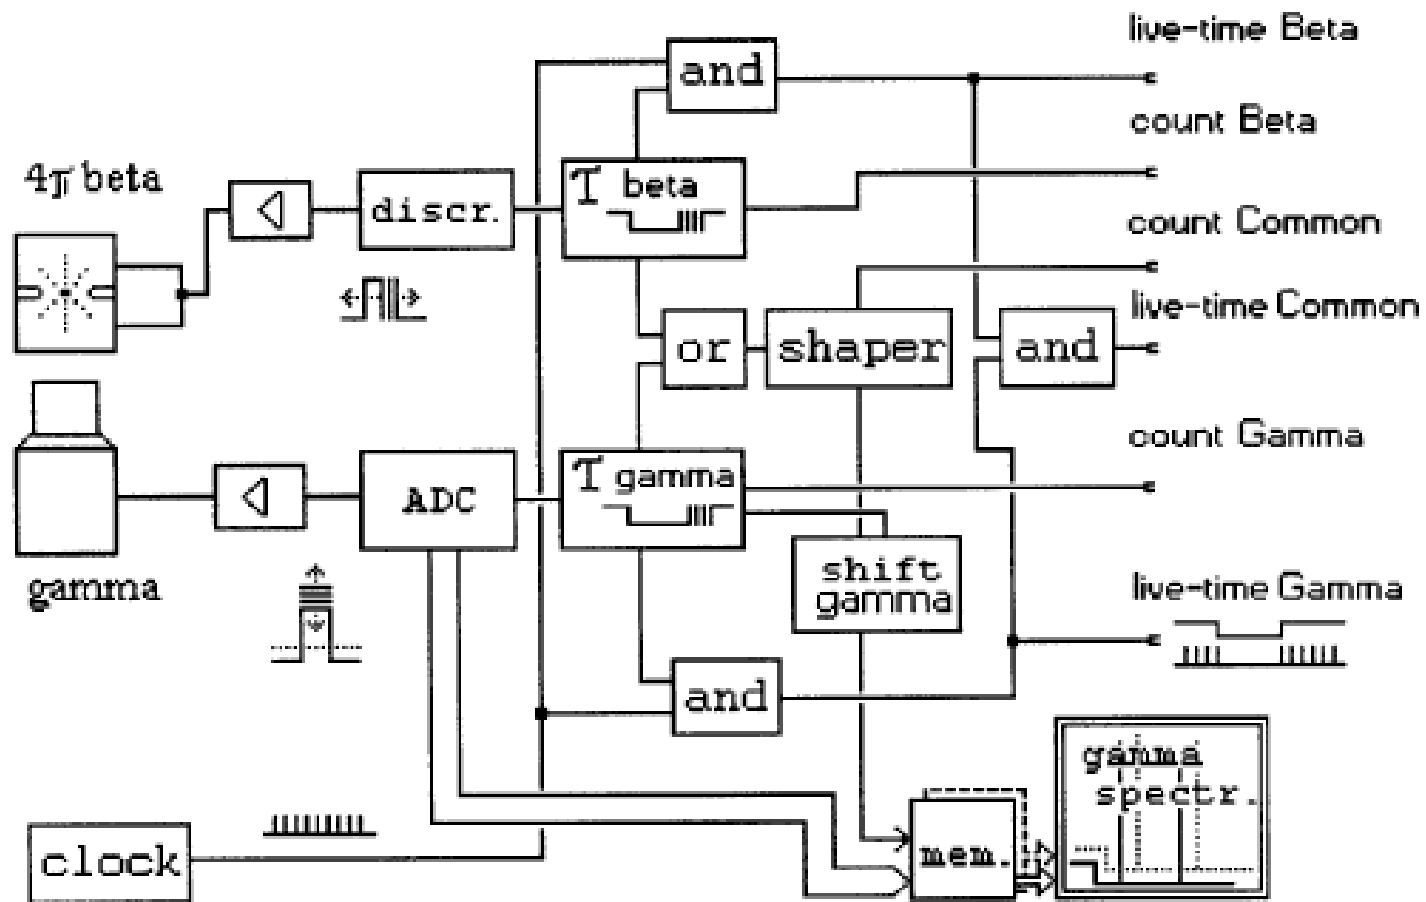 live-time Beta
and
count Beta
4π beta
discr.
τ beta
count Common
live-time Common
or
shaper
and
count Gamma
ADC
τ gamma
gamma
shift
gamma
live-time Gamma
and
gamma
spectr.
clock
mem.